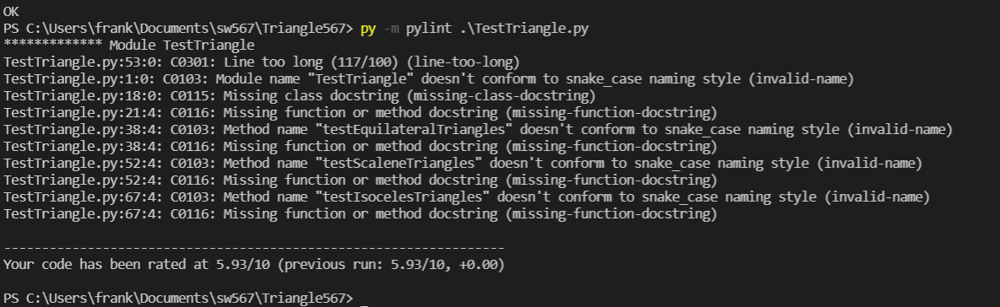 OK
PS C:\Users\frank\Documents\sw567\Triangle567> py -m pylint .\TestTriangle.py
************* Module TestTriangle
TestTriangle.py:53:0: C0301: Line too long (117/100) (line-too-long)
TestTriangle.py:1:0: C0103: Module name "TestTriangle" doesn't conform to snake_case naming style (invalid-name)
TestTriangle.py:18:0: C0115: Missing class docstring (missing-class-docstring)
TestTriangle.py:21:4: C0116: Missing function or method docstring (missing-function-docstring)
TestTriangle.py:38:4: C0103: Method name "testEquilateralTriangles" doesn't conform to snake_case naming style (invalid-name)
TestTriangle.py:38:4: C0116: Missing function or method docstring (missing-function-docstring)
TestTriangle.py:52:4: C0103: Method name "testScaleneTriangles" doesn't conform to snake_case naming style (invalid-name)
TestTriangle.py:52:4: C0116: Missing function or method docstring (missing-function-docstring)
TestTriangle.py:67:4: C0103: Method name "testIsocelesTriangles" doesn't conform to snake_case naming style (invalid-name)
TestTriangle.py:67:4: C0116: Missing function or method docstring (missing-function-docstring)
------------------------------------------------------------------
Your code has been rated at 5.93/10 (previous run: 5.93/10, +0.00)
PS C:\Users\frank\Documents\sw567\Triangle567> _